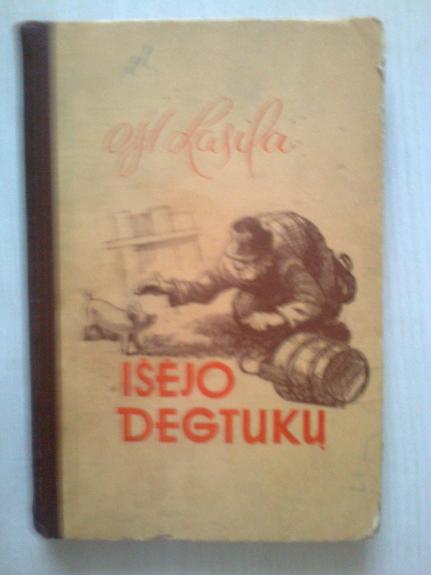 M. Lasila
IŠĖJO
DEGTUKŲ